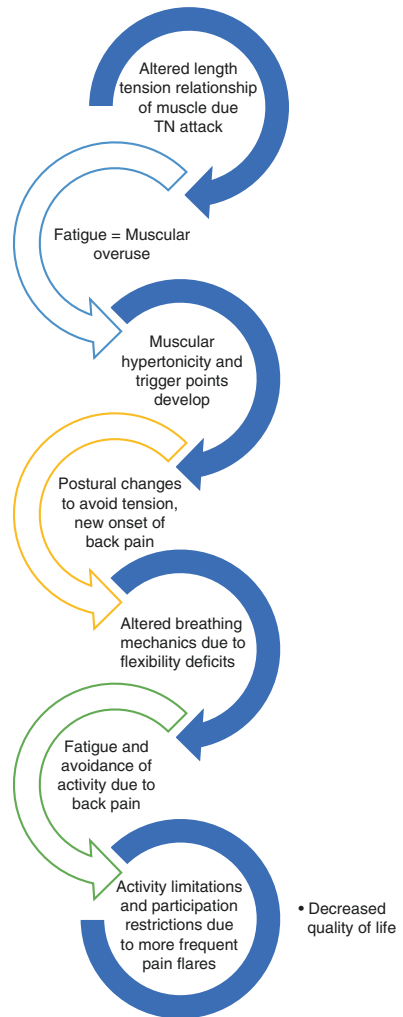 Altered length
tension relationship
of muscle due
TN attack
Fatigue = Muscular
overuse
Muscular
hypertonicity and
trigger points
develop
Postural changes
to avoid tension,
new onset of
back pain
Altered breathing
mechanics due to
flexibility deficits
Fatigue and
avoidance of
activity due to
back pain
Activity limitations
and participation
restrictions due
to more frequent
pain flares
• Decreased
quality of life